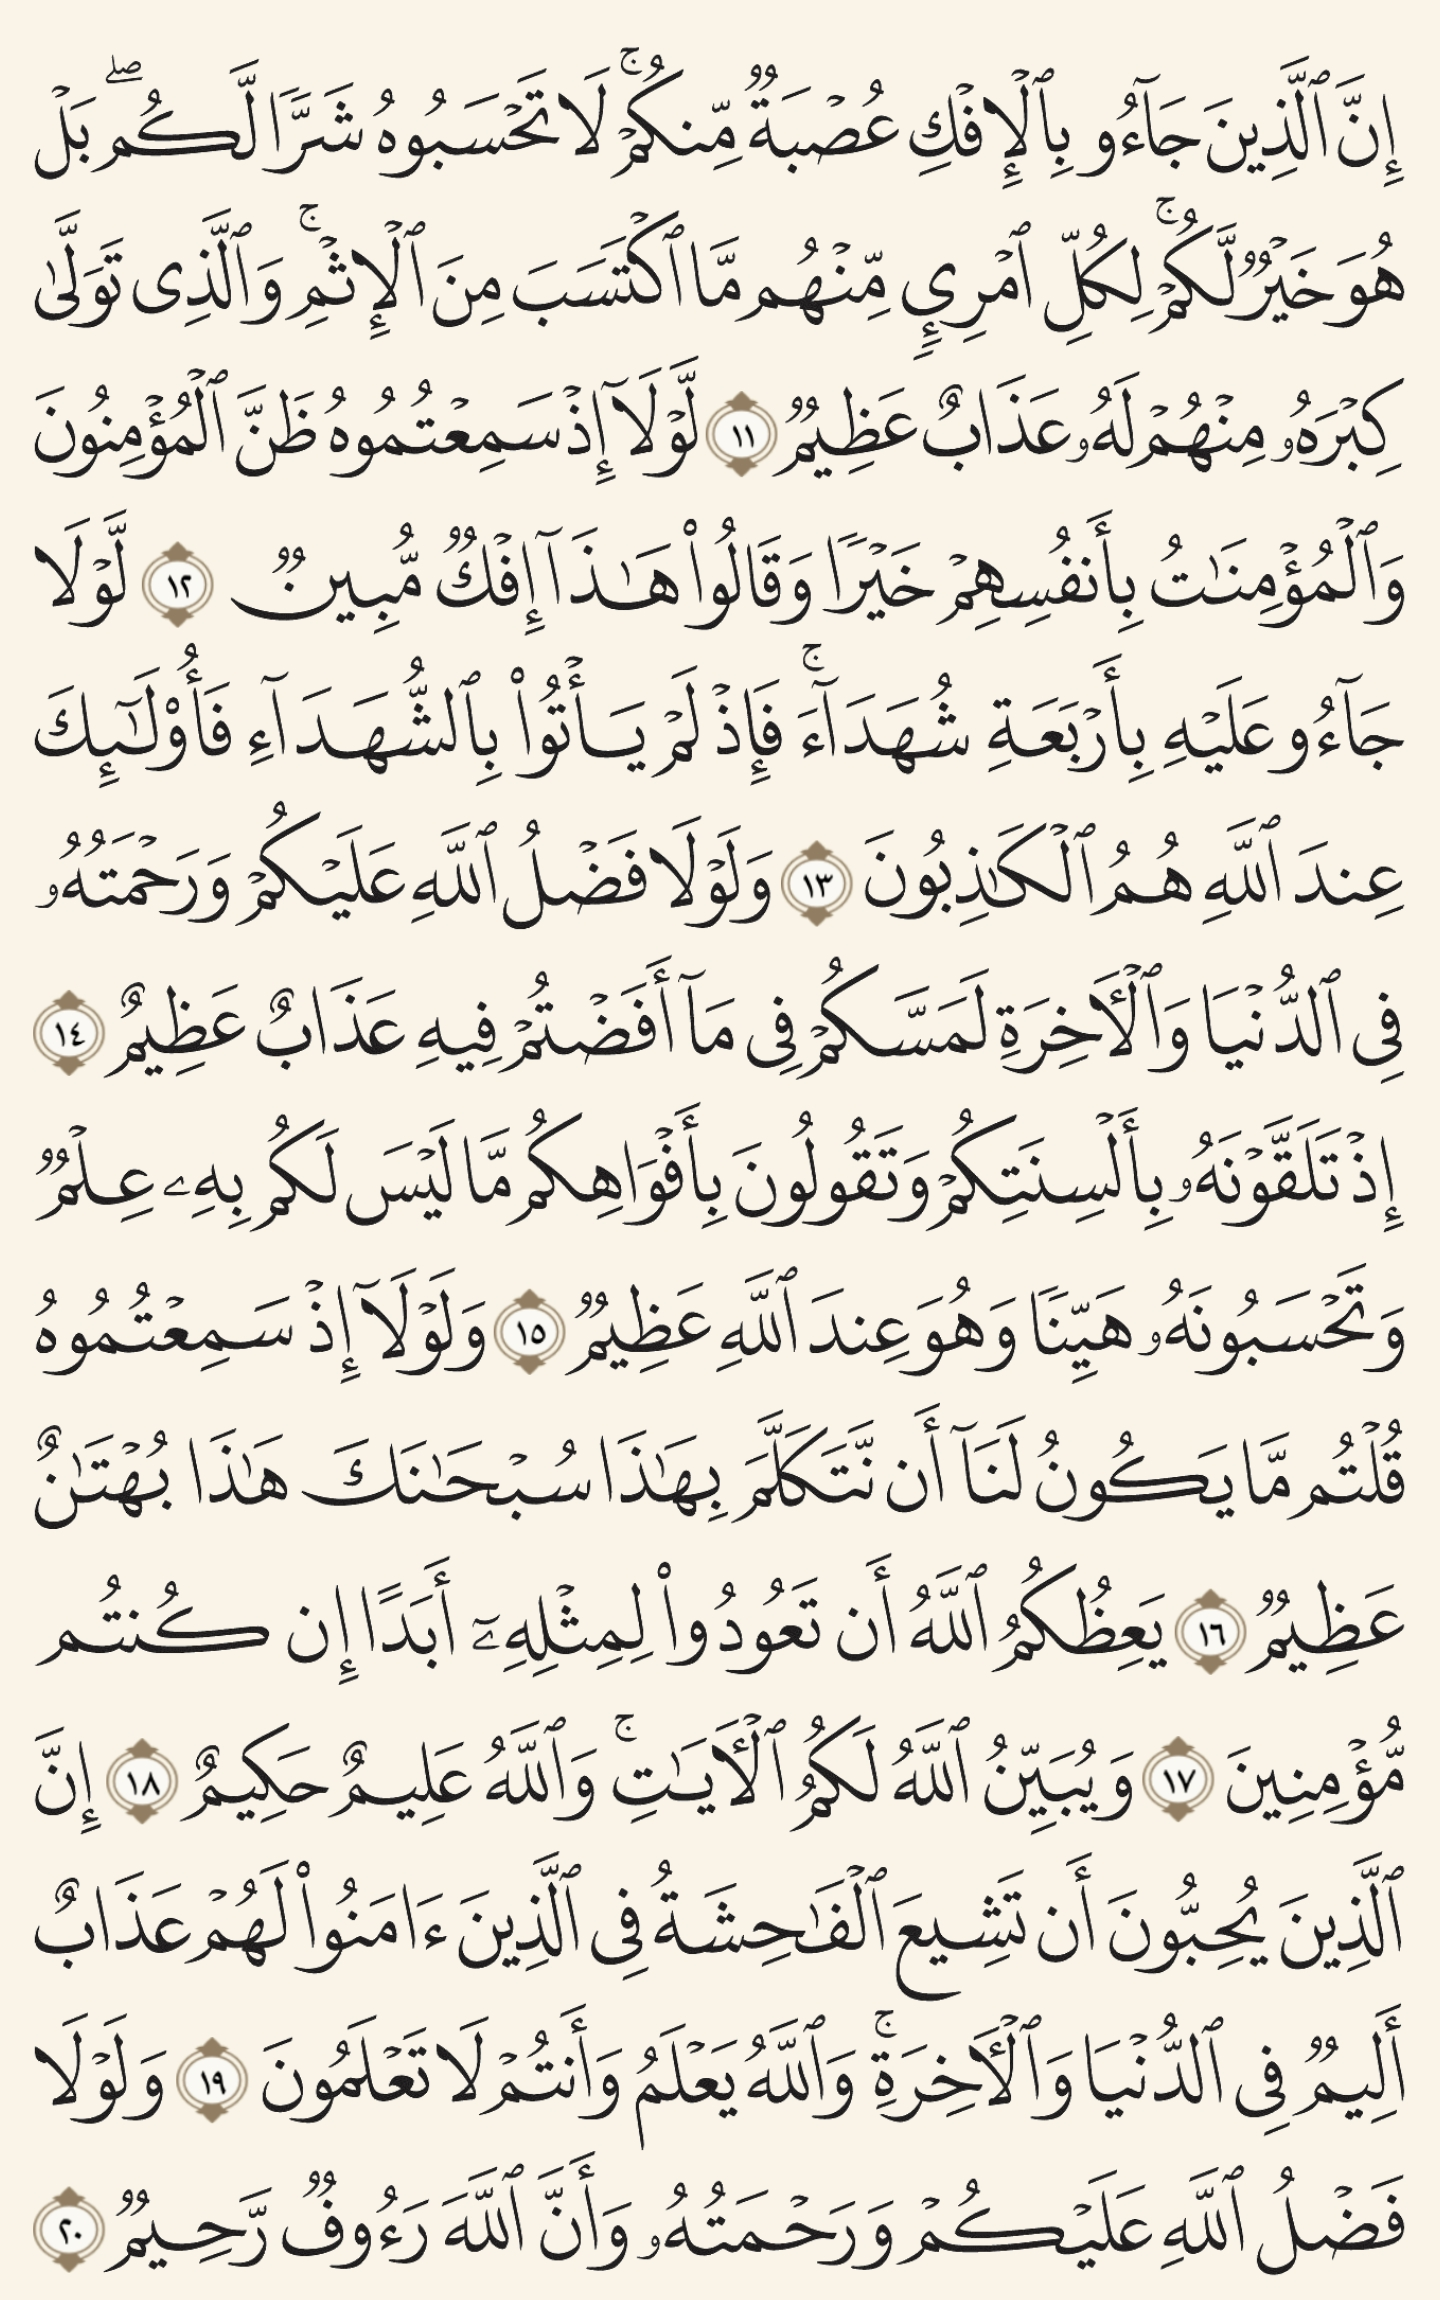 إِنَّ ٱلَّذِينَ جَآءُو بِٱلْإِفْكِ عُصْبَةٌ مِّنكُمْ ۚ لَا تَحْسَبُوهُ شَرًّا لَّكُم ۖ بَلْ
هُوَ خَيْرٌ لَّكُمْ ۚ لِكُلِّ ٱمْرِئٍ مِّنْهُم مَّا ٱكْتَسَبَ مِنَ ٱلْإِثْمِ ۚ وَٱلَّذِى تَوَلَّىٰ
كِبْرَهُۥ مِنْهُمْ لَهُۥ عَذَابٌ عَظِيمٌ ١١ لَّوْلَآ إِذْ سَمِعْتُمُوهُ ظَنَّ ٱلْمُؤْمِنُونَ
وَٱلْمُؤْمِنَٰتُ بِأَنفُسِهِمْ خَيْرًا وَقَالُوا۟ هَٰذَآ إِفْكٌ مُّبِينٌ ١٢ لَّوْلَا
جَآءُو عَلَيْهِ بِأَرْبَعَةِ شُهَدَآءَ ۚ فَإِذْ لَمْ يَأْتُوا۟ بِٱلشُّهَدَآءِ فَأُو۟لَٰٓئِكَ
عِندَ ٱللَّهِ هُمُ ٱلْكَٰذِبُونَ ١٣ وَلَوْلَا فَضْلُ ٱللَّهِ عَلَيْكُمْ وَرَحْمَتُهُۥ
فِى ٱلدُّنْيَا وَٱلْءَاخِرَةِ لَمَسَّكُمْ فِى مَآ أَفَضْتُمْ فِيهِ عَذَابٌ عَظِيمٌ ١٤
إِذْ تَلَقَّوْنَهُۥ بِأَلْسِنَتِكُمْ وَتَقُولُونَ بِأَفْوَاهِكُم مَّا لَيْسَ لَكُم بِهِۦ عِلْمٌ
وَتَحْسَبُونَهُۥ هَيِّنًا وَهُوَ عِندَ ٱللَّهِ عَظِيمٌ ١٥ وَلَوْلَآ إِذْ سَمِعْتُمُوهُ
قُلْتُم مَّا يَكُونُ لَنَآ أَن نَّتَكَلَّمَ بِهَٰذَا سُبْحَٰنَكَ هَٰذَا بُهْتَٰنٌ
عَظِيمٌ ١٦ يَعِظُكُمُ ٱللَّهُ أَن تَعُودُوا۟ لِمِثْلِهِۦٓ أَبَدًا إِن كُنتُم
مُّؤْمِنِينَ ١٧ وَيُبَيِّنُ ٱللَّهُ لَكُمُ ٱلْءَايَٰتِ ۚ وَٱللَّهُ عَلِيمٌ حَكِيمٌ ١٨ إِنَّ
ٱلَّذِينَ يُحِبُّونَ أَن تَشِيعَ ٱلْفَٰحِشَةُ فِى ٱلَّذِينَ ءَامَنُوا۟ لَهُمْ عَذَابٌ
أَلِيمٌ فِى ٱلدُّنْيَا وَٱلْءَاخِرَةِ ۚ وَٱللَّهُ يَعْلَمُ وَأَنتُمْ لَا تَعْلَمُونَ ١٩ وَلَوْلَا
فَضْلُ ٱللَّهِ عَلَيْكُمْ وَرَحْمَتُهُۥ وَأَنَّ ٱللَّهَ رَءُوفٌ رَّحِيمٌ ٢٠